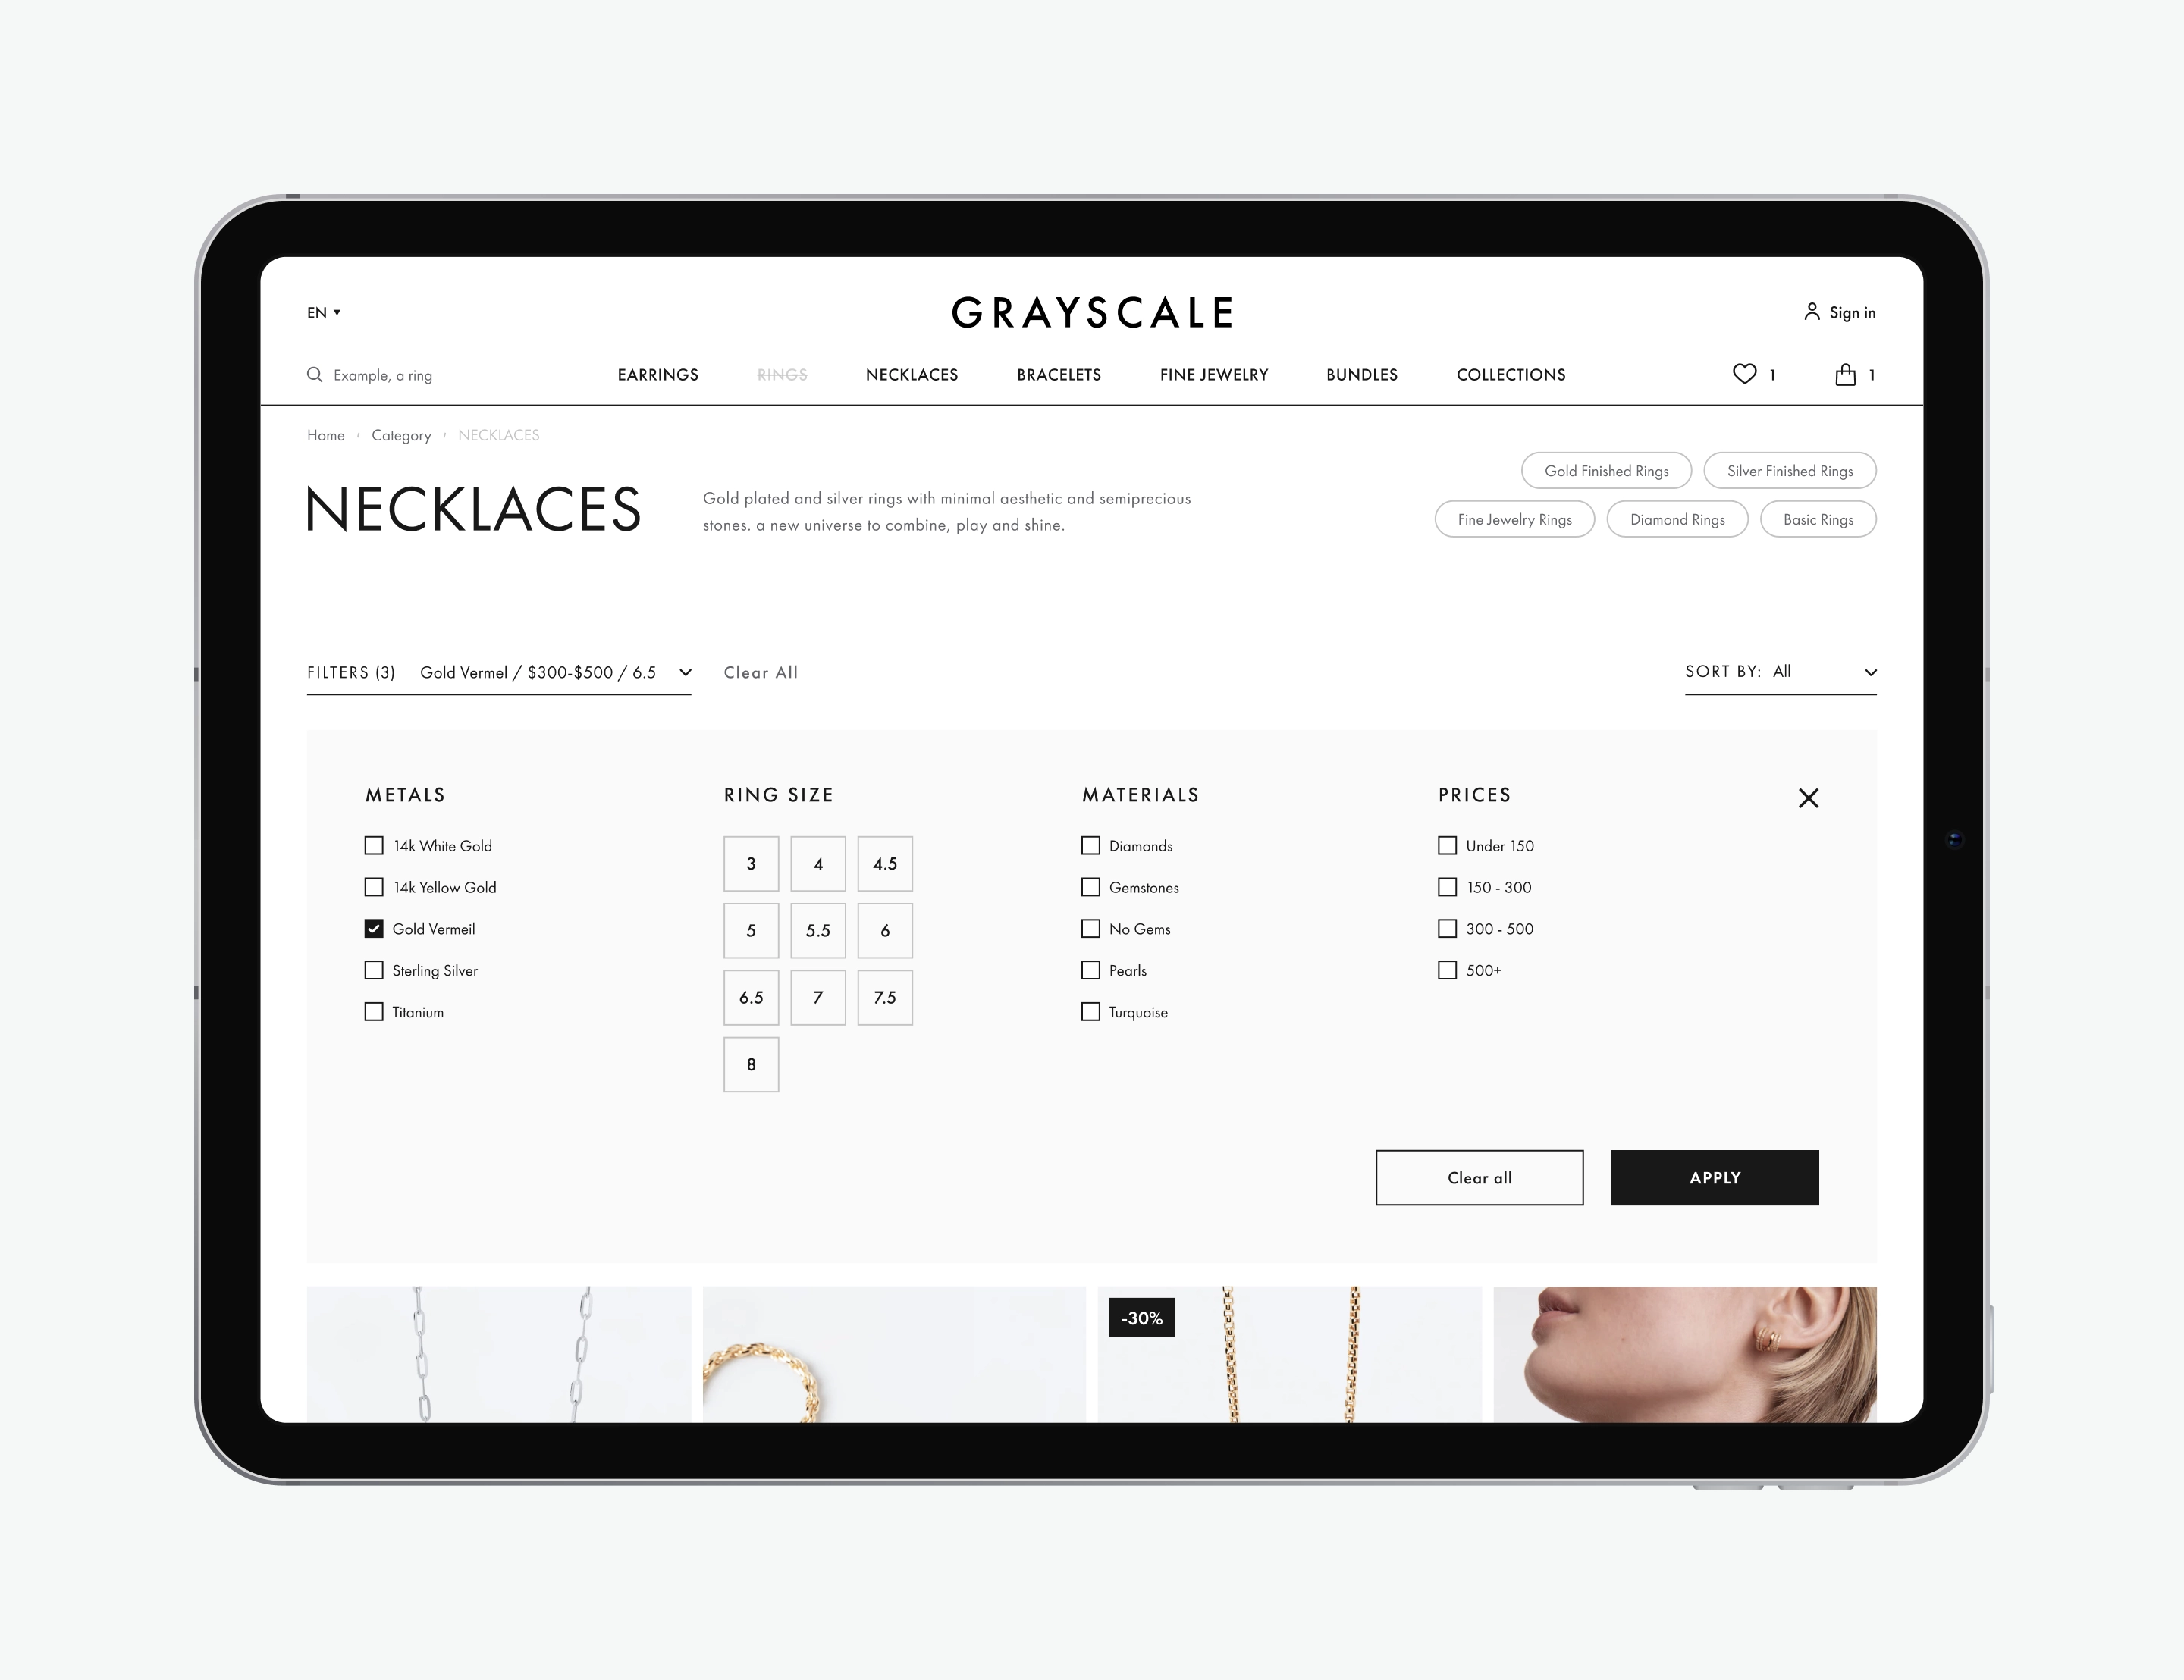 EN
GRAYSCALE
Sign in
Example, a ring
EARRINGS RINGS NECKLACES BRACELETS FINE JEWELRY BUNDLES COLLECTIONS
1 1
Home / Category / NECKLACES
NECKLACES
Gold plated and silver rings with minimal aesthetic and semiprecious
stones. a new universe to combine, play and shine.
Gold Finished Rings Silver Finished Rings
Fine Jewelry Rings Diamond Rings Basic Rings
FILTERS (3) Gold Vermel / $300-$500 / 6.5 Clear All
SORT BY: All
METALS
14k White Gold
14k Yellow Gold
Gold Vermeil
Sterling Silver
Titanium
RING SIZE
3 4 4.5
5 5.5 6
6.5 7 7.5
8
MATERIALS
Diamonds
Gemstones
No Gems
Pearls
Turquoise
PRICES
Under 150
150 - 300
300 - 500
500+
Clear all APPLY
-30%